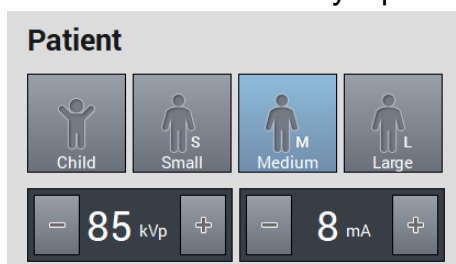 Patient
S M L
Child Small Medium Large
− 85 kVp + − 8 mA +